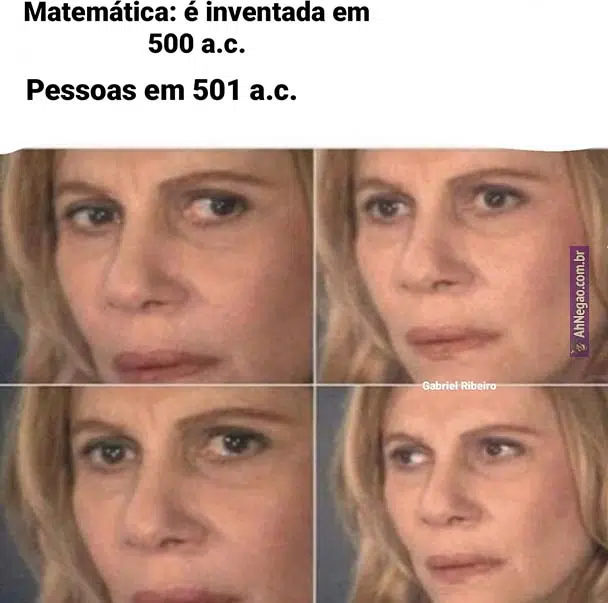 Matemática: é inventada em
500 a.c.
Pessoas em 501 a.c.
AhNegao.com.br
Gabriel Ribeiro